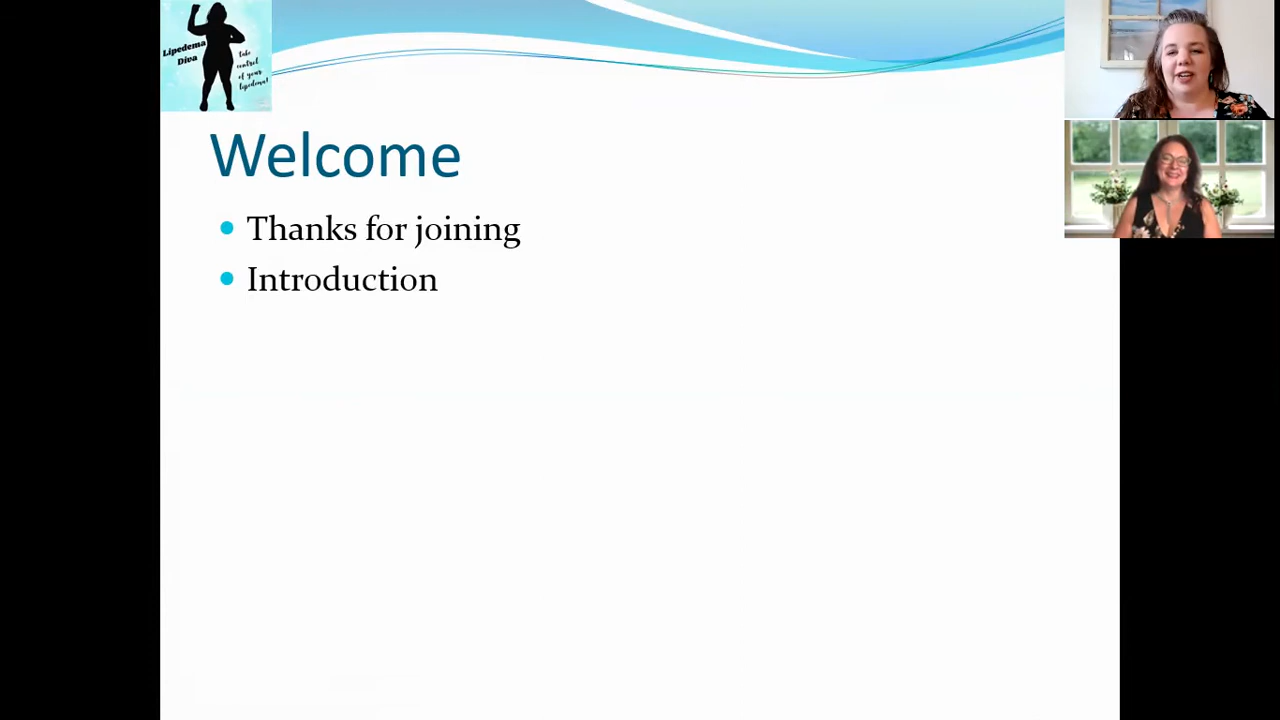 Lipedema
Diva
take
control
of your
lipedema!
Welcome
Thanks for joining
Introduction